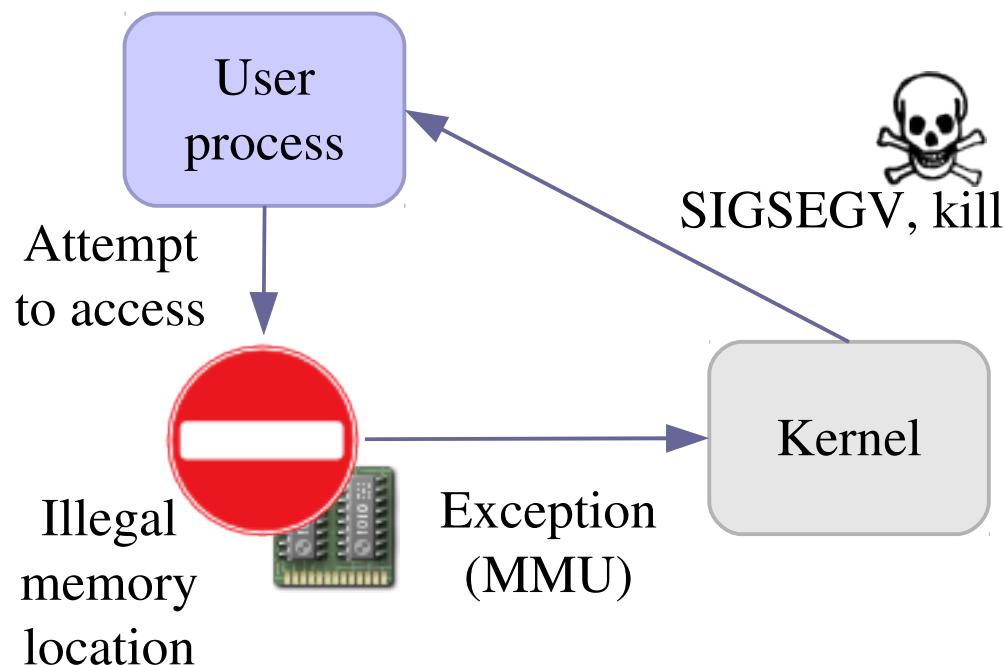 User
process
SIGSEGV, kill
Attempt
to access
Kernel
Illegal
memory
location
Exception
(MMU)